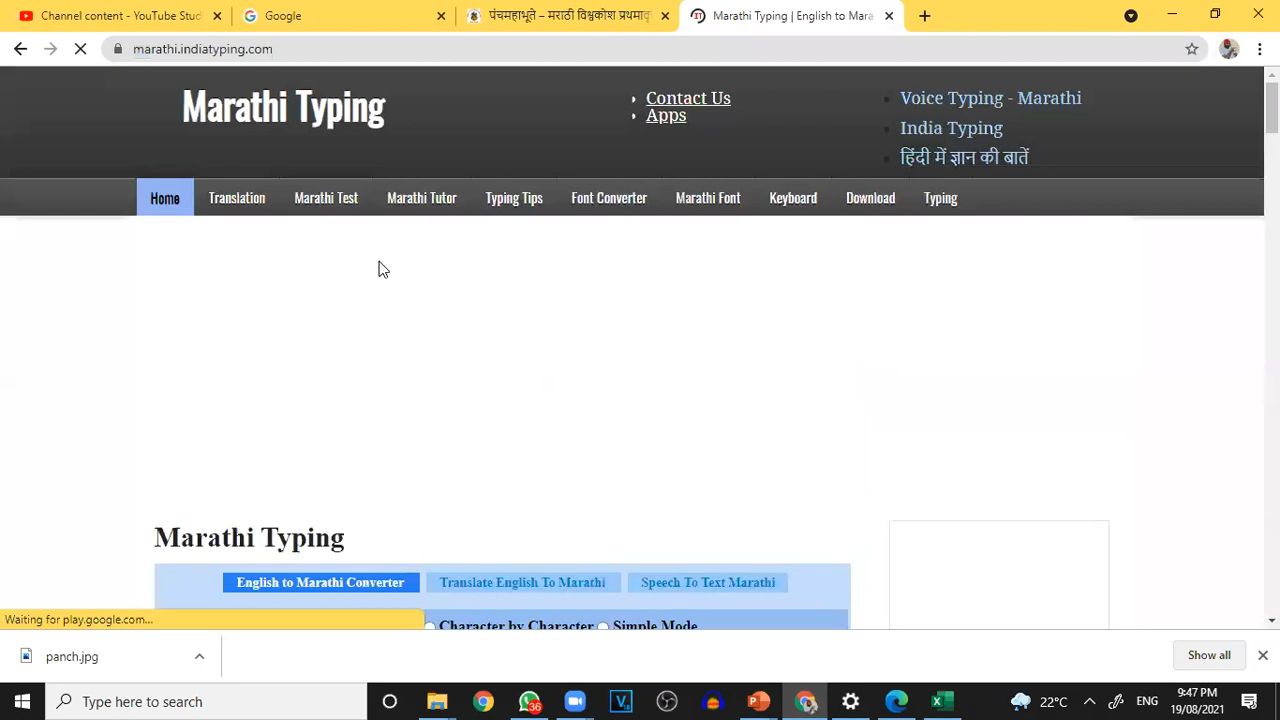 Channel content - YouTube Stud
Google
पंचमहाभूते – मराठी विश्वकोश प्रथमावृ
Marathi Typing | English to Mara
marathi.indiatyping.com
Marathi Typing
Contact Us
Apps
Voice Typing - Marathi
India Typing
हिंदी में ज्ञान की बातें
Home
Translation
Marathi Test
Marathi Tutor
Typing Tips
Font Converter
Marathi Font
Keyboard
Download
Typing
Marathi Typing
English to Marathi Converter
Translate English To Marathi
Speech To Text Marathi
Character by Character
Simple Mode
Waiting for play.google.com...
panch.jpg
Show all
Type here to search
36
22°C
ENG
9:47 PM
19/08/2021